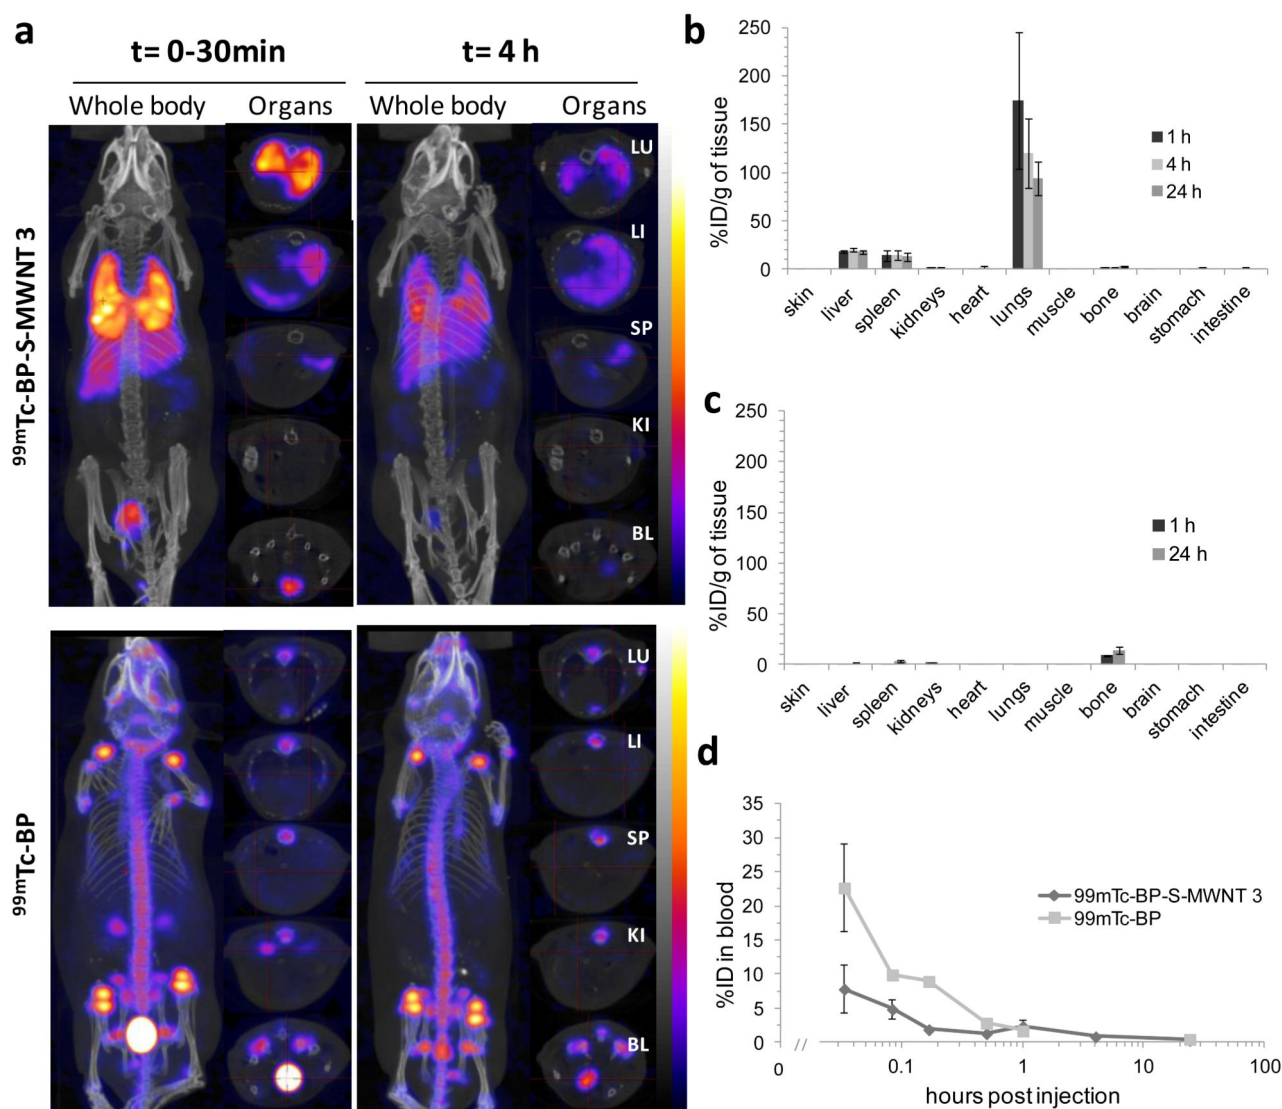 a
t= 0-30min
t= 4 h
Whole body
Organs
Whole body
Organs
99mTc-BP-S-MWNT 3
LU
LI
SP
KI
BL
99mTc-BP
LU
LI
SP
KI
BL
b
%ID/g of tissue
250
200
150
100
50
0
1 h
4 h
24 h
skin
liver
spleen
kidneys
heart
lungs
muscle
bone
brain
stomach
intestine
c
%ID/g of tissue
250
200
150
100
50
0
1 h
24 h
skin
liver
spleen
kidneys
heart
lungs
muscle
bone
brain
stomach
intestine
d
%ID in blood
35
30
25
20
15
10
5
0
99mTc-BP-S-MWNT 3
99mTc-BP
0 // 0.1 1 10 100
hours post injection